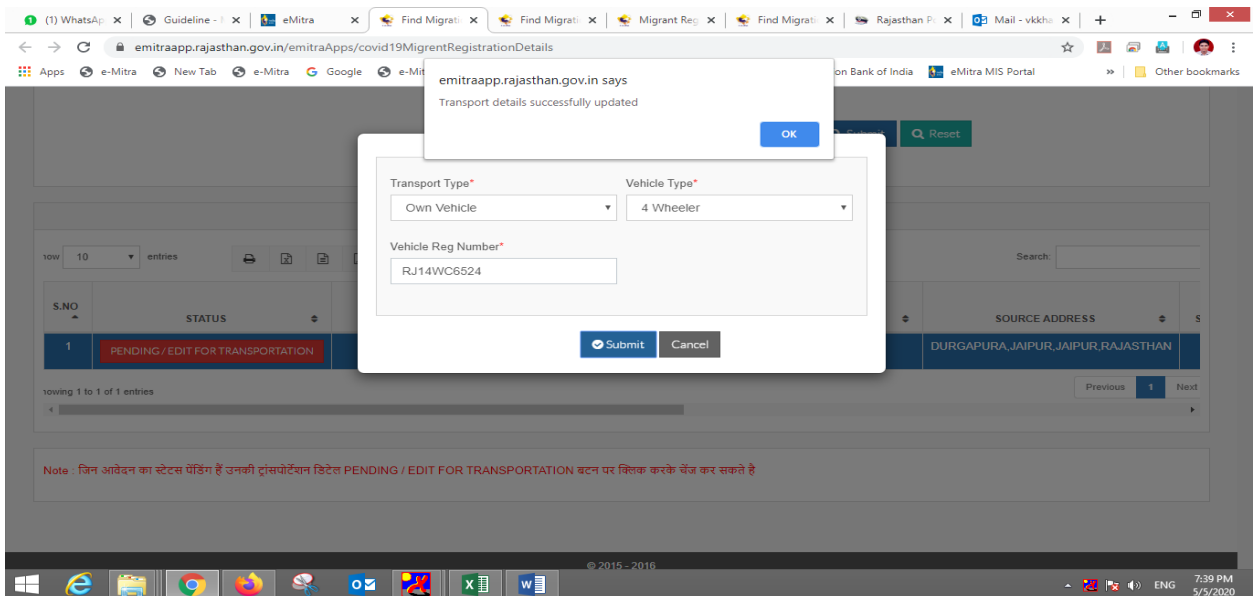 (1) WhatsAp
Guideline -
eMitra
Find Migrati
Find Migrati
Migrant Reg
Find Migrati
Rajasthan P
Mail - vkkha
emitraapp.rajasthan.gov.in/emitraApps/covid19MigrentRegistrationDetails
Apps e-Mitra New Tab e-Mitra Google e-Mit on Bank of India eMitra MIS Portal » Other bookmarks
emitraapp.rajasthan.gov.in says
Transport details successfully updated
OK
Submit Reset
Transport Type* Vehicle Type*
Own Vehicle 4 Wheeler
Vehicle Reg Number*
RJ14WC6524
Submit Cancel
how 10 entries Search:
S.NO STATUS SOURCE ADDRESS S
1 PENDING / EDIT FOR TRANSPORTATION DURGAPURA,JAIPUR,JAIPUR,RAJASTHAN
howing 1 to 1 of 1 entries Previous 1 Next
Note : जिन आवेदन का स्टेटस पेंडिंग हैं उनकी ट्रांसपोर्टेशन डिटेल PENDING / EDIT FOR TRANSPORTATION बटन पर क्लिक करके चेंज कर सकते है
© 2015 - 2016
ENG 7:39 PM
5/5/2020